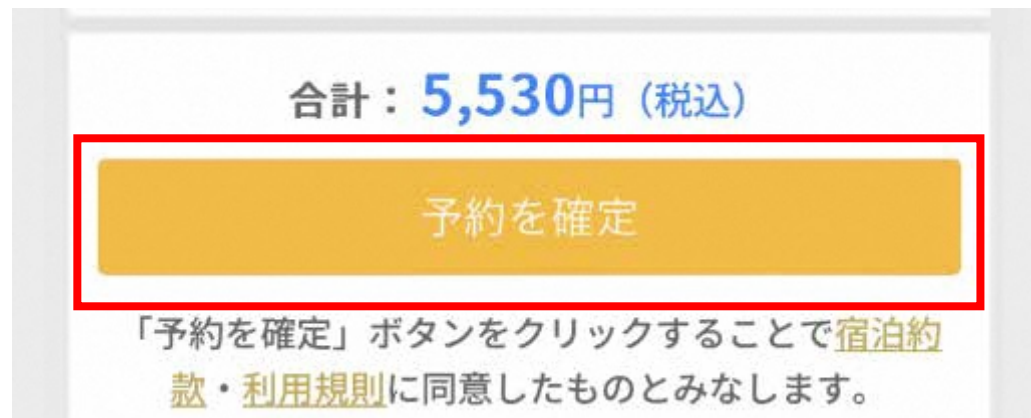 合計：5,530円（税込）
予約を確定
「予約を確定」ボタンをクリックすることで宿泊約
款・利用規則に同意したものとみなします。